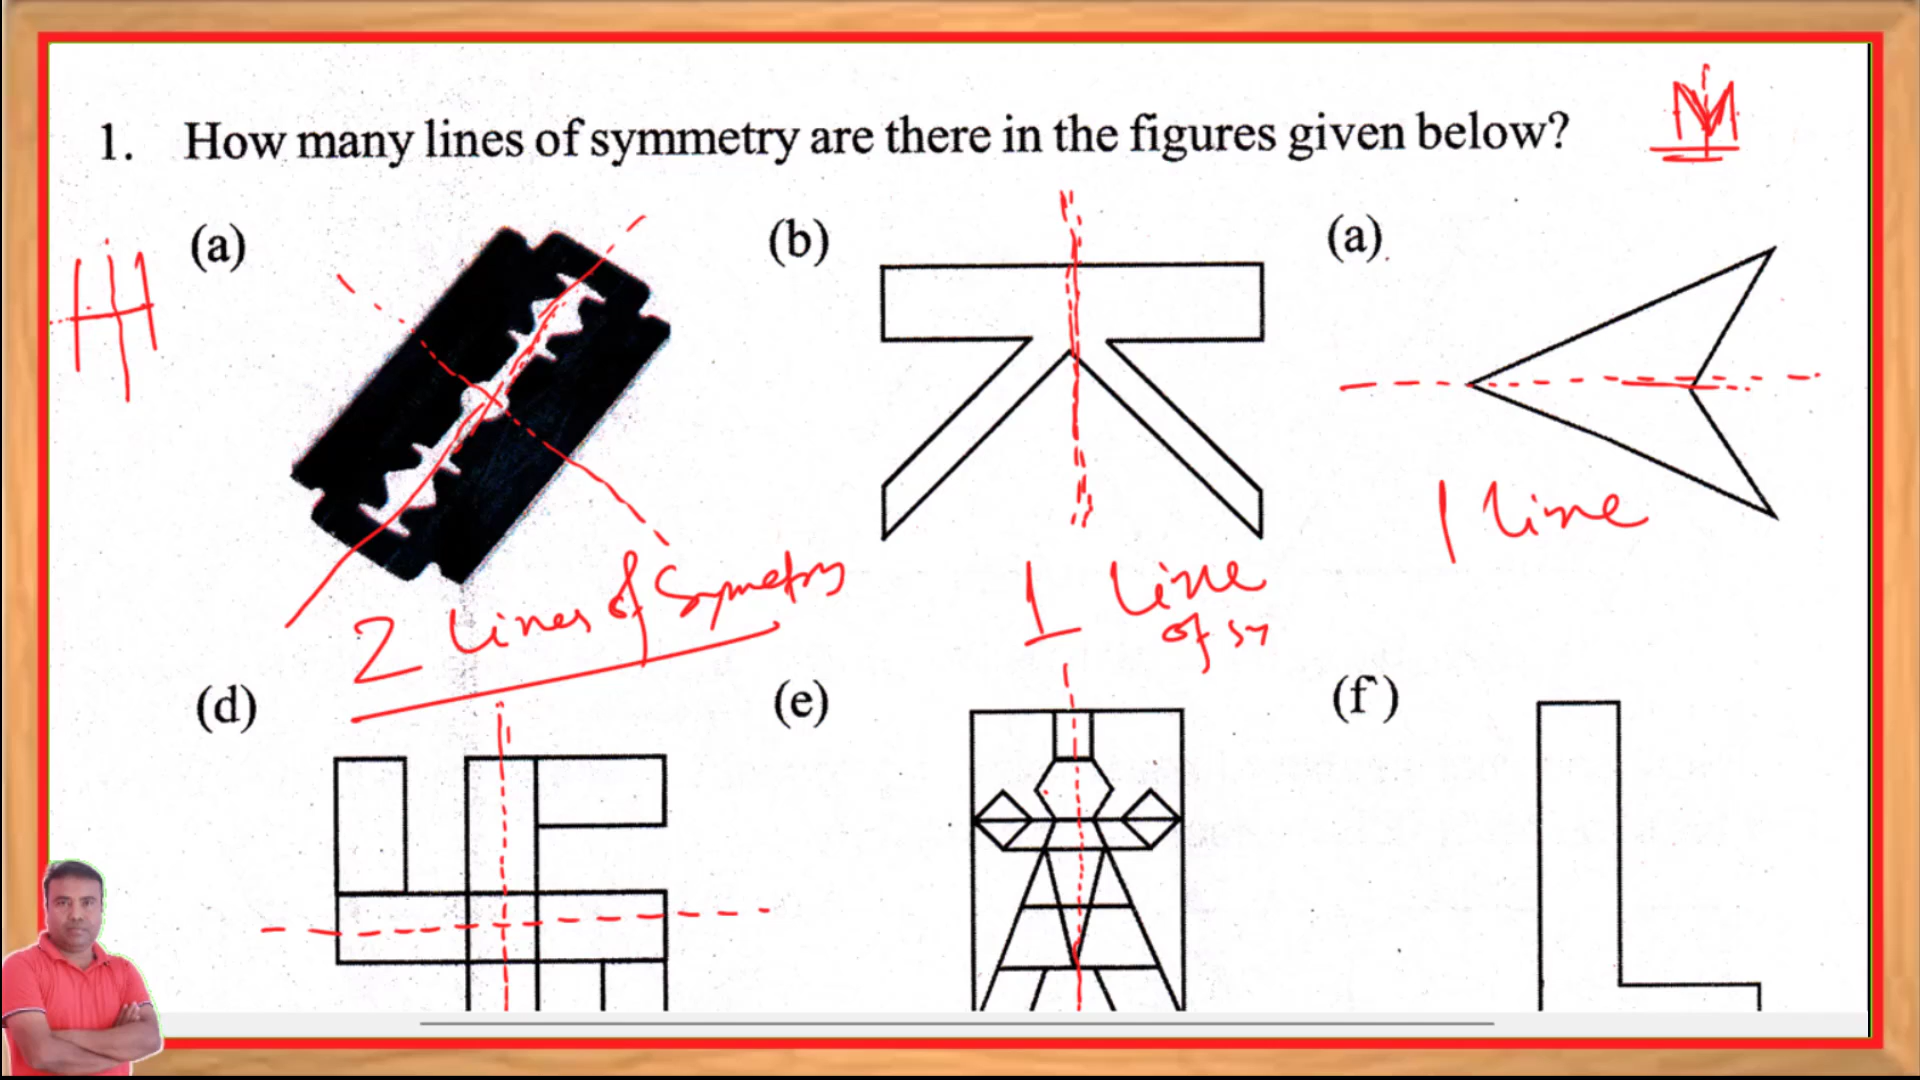 1. How many lines of symmetry are there in the figures given below?
M
H
(a)
(b)
(a)
1 line
2 Lines of Symmetry
1 Line
of sy
(d)
(e)
(f)